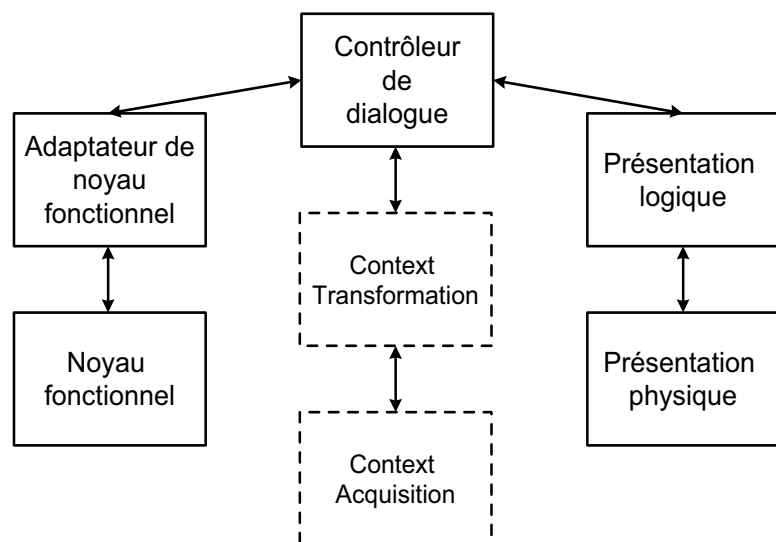 Contrôleur
de
dialogue
Adaptateur de
noyau
fonctionnel
Présentation
logique
Context
Transformation
Noyau
fonctionnel
Présentation
physique
Context
Acquisition